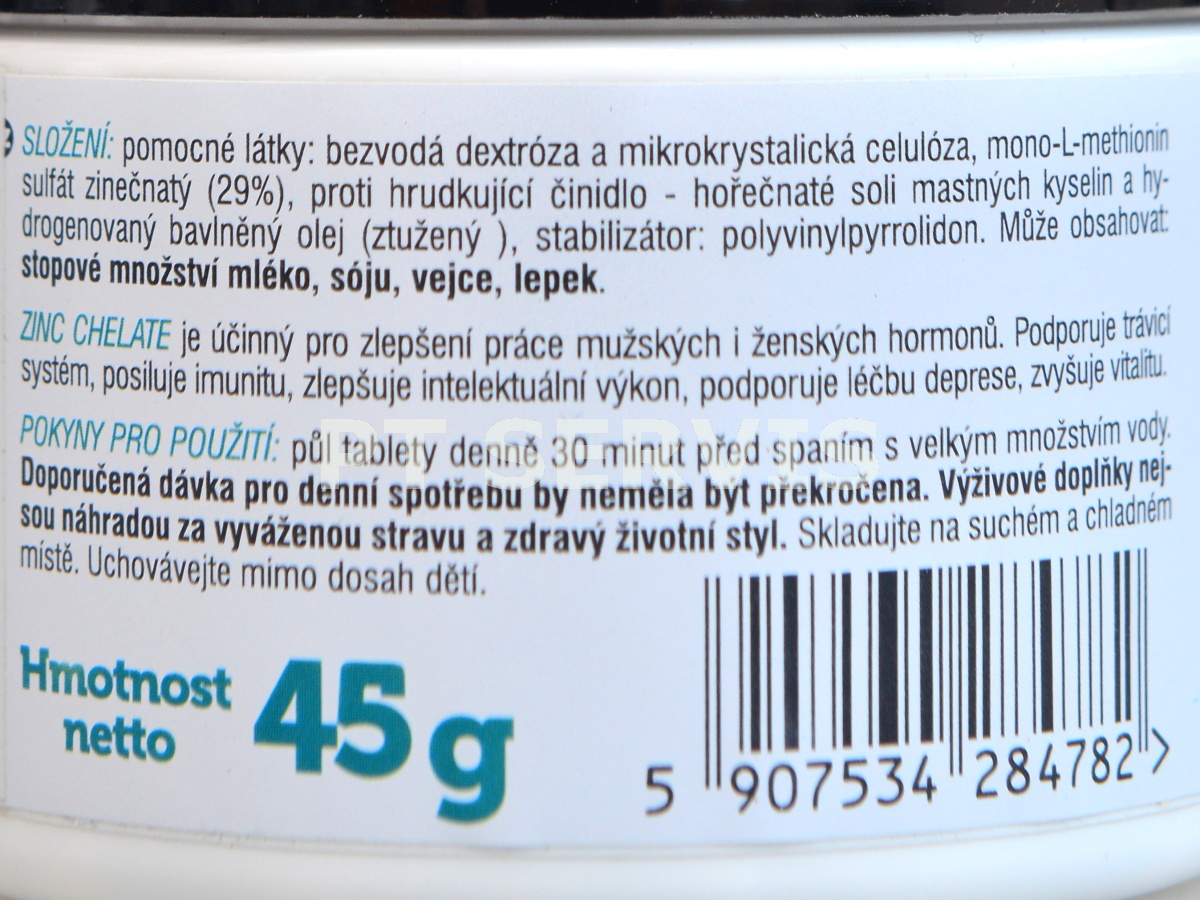 SLOŽENÍ: pomocné látky: bezvodá dextróza a mikrokrystalická celulóza, mono-L-methionin
sulfát zinečnatý (29%), proti hrudkující činidlo - hořečnaté soli mastných kyselin a hy-
drogenovaný bavlněný olej (ztužený ), stabilizátor: polyvinylpyrrolidon. Může obsahovat:
stopové množství mléko, sóju, vejce, lepek.
ZINC CHELATE je účinný pro zlepšení práce mužských i ženských hormonů. Podporuje trávicí
systém, posiluje imunitu, zlepšuje intelektuální výkon, podporuje léčbu deprese, zvyšuje vitalitu.
POKYNY PRO POUŽITÍ: půl tablety denně 30 minut před spaním s velkým množstvím vody.
PT SERVIS
Doporučená dávka pro denní spotřebu by neměla být překročena. Výživové doplňky nej-
sou náhradou za vyváženou stravu a zdravý životní styl. Skladujte na suchém a chladném
místě. Uchovávejte mimo dosah dětí.
Hmotnost
netto
45g
5 907534 284782 >